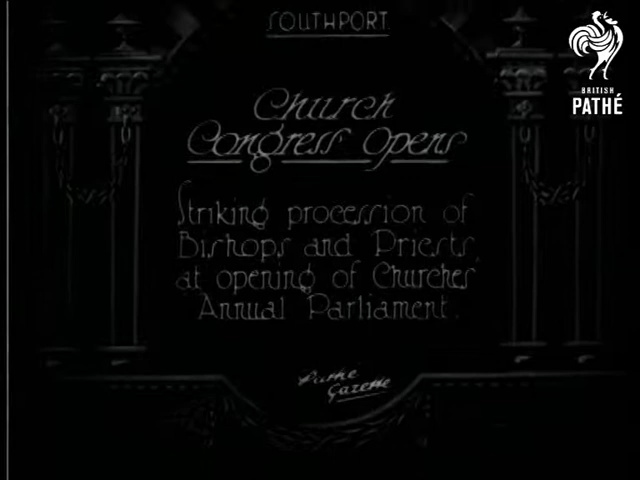 SOUTHPORT
BRITISH
PATHÉ
Church
Congress Opens
Striking procession of
Bishops and Priests,
at opening of Churches
Annual Parliament.
Pathe
Gazette